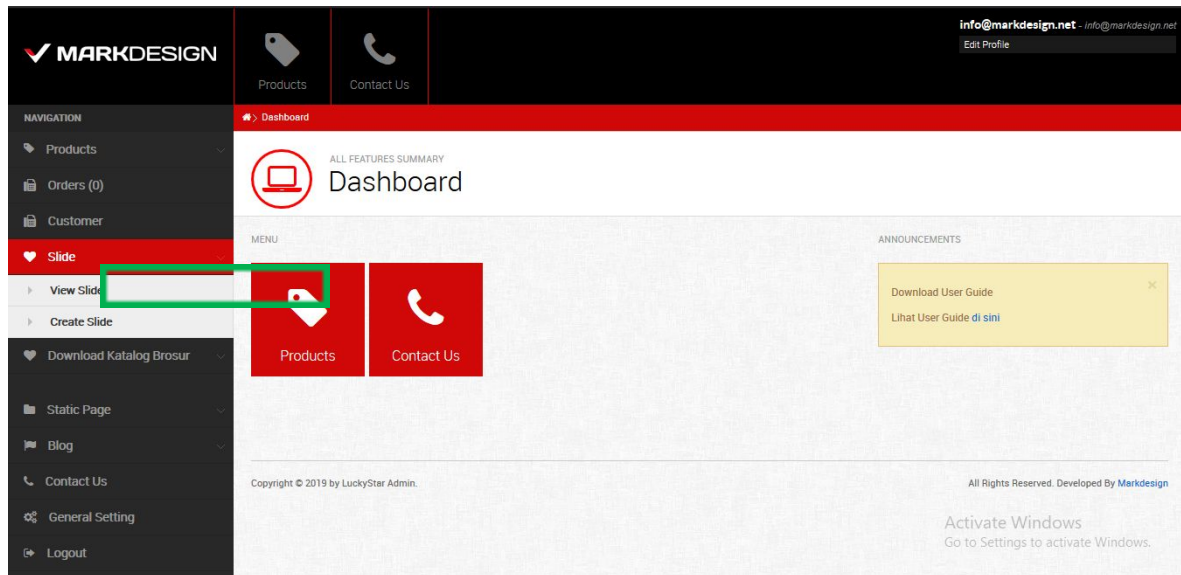 MARKDESIGN
Products
Contact Us
info@markdesign.net - info@markdesign.net
Edit Profile
NAVIGATION
Products
Orders (0)
Customer
Slide
View Slide
Create Slide
Download Katalog Brosur
Static Page
Blog
Contact Us
General Setting
Logout
> Dashboard
ALL FEATURES SUMMARY
Dashboard
MENU
Products
Contact Us
ANNOUNCEMENTS
Download User Guide
×
Lihat User Guide di sini
Copyright © 2019 by LuckyStar Admin.
All Rights Reserved. Developed By Markdesign
Activate Windows
Go to Settings to activate Windows.